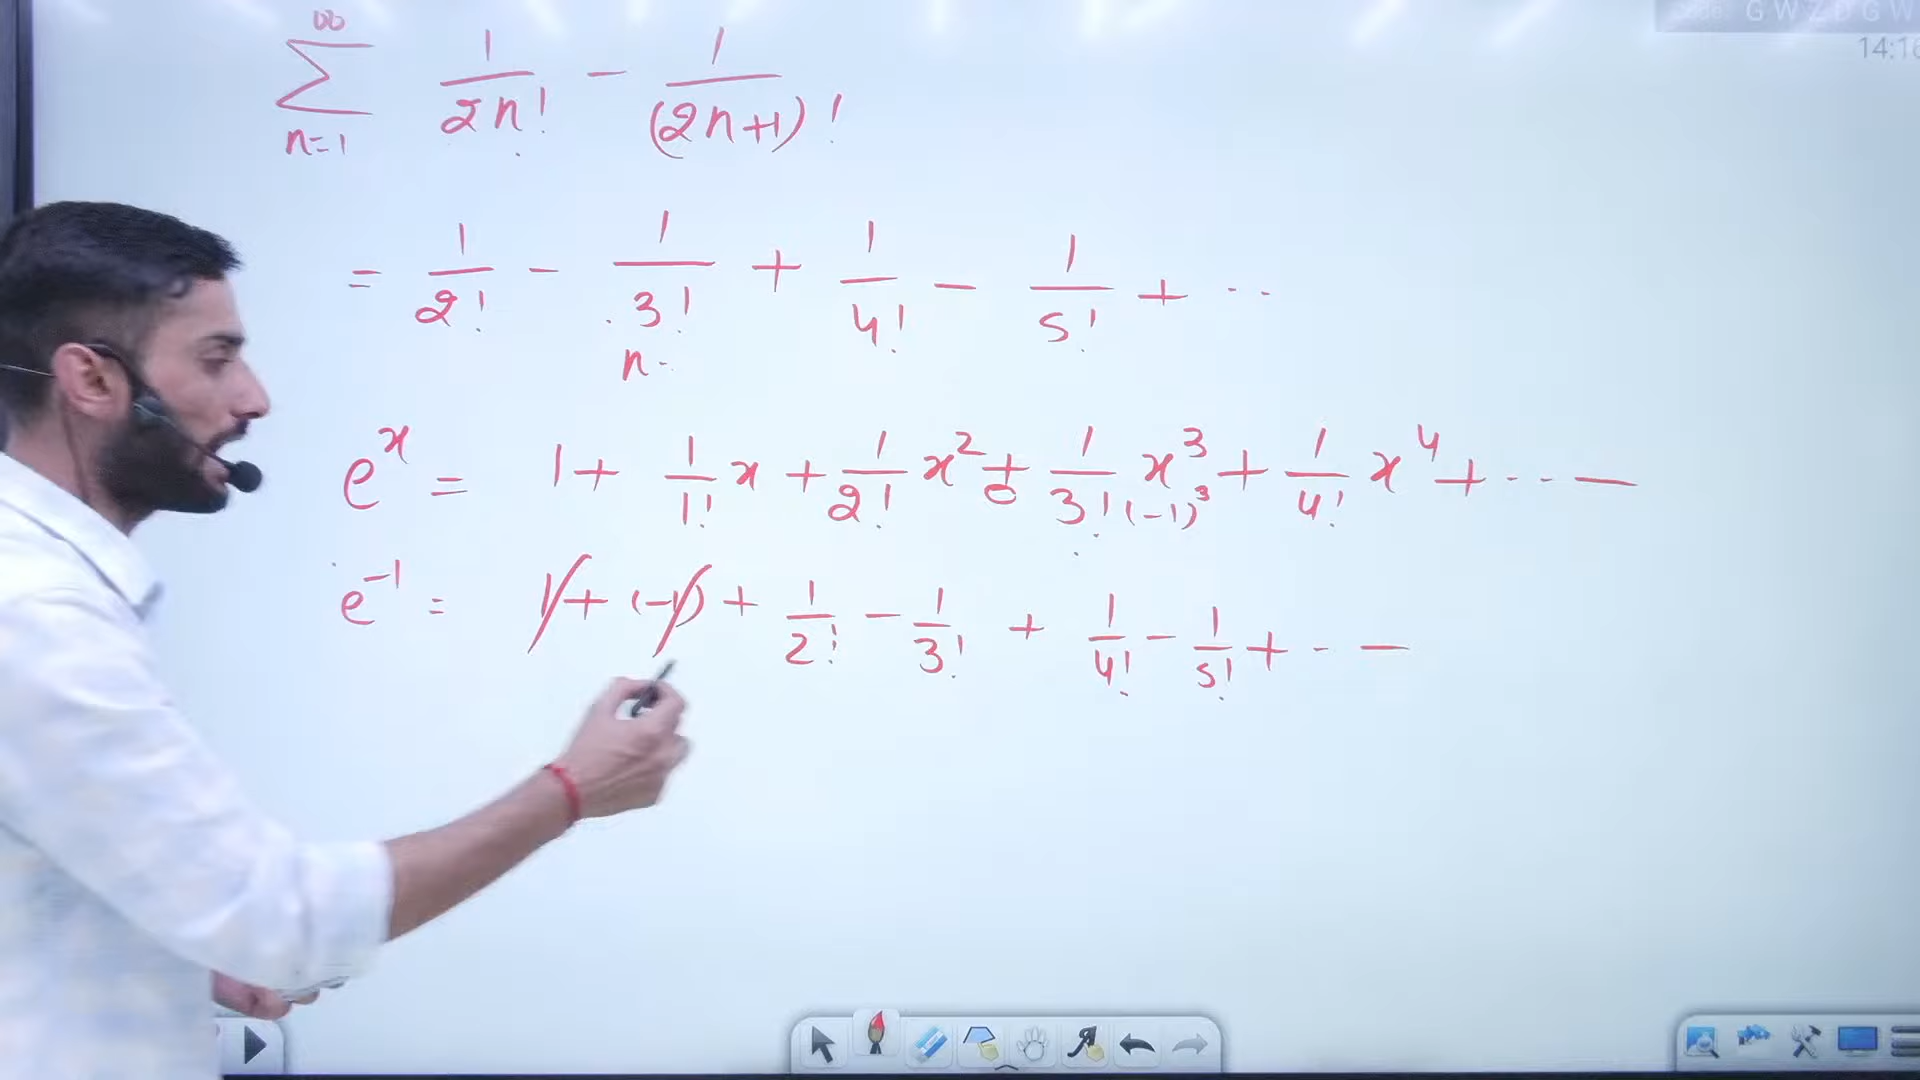 ∞
∑ 1/2n! - 1/(2n+1)!
n=1
= 1/2! - 1/3! + 1/4! - 1/5! + ..
n-
e^x = 1 + 1/1! x + 1/2! x^2 + 1/3! x^3 + 1/4! x^4 + ...—
(-1)^3
e^-1 = 1 + (-1) + 1/2! - 1/3! + 1/4! - 1/5! + ..—
14:16